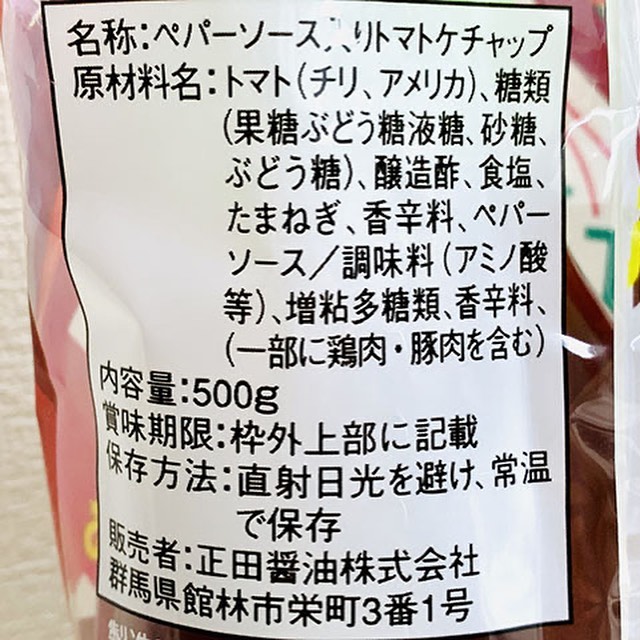 名称：ペパーソース入りトマトケチャップ
原材料名：トマト（チリ、アメリカ）、糖類
（果糖ぶどう糖液糖、砂糖、
ぶどう糖）、醸造酢、食塩、
たまねぎ、香辛料、ペパー
ソース／調味料（アミノ酸
等）、増粘多糖類、香辛料、
（一部に鶏肉・豚肉を含む）
内容量：500g
賞味期限：枠外上部に記載
保存方法：直射日光を避け、常温
で保存
販売者：正田醤油株式会社
群馬県館林市栄町3番1号